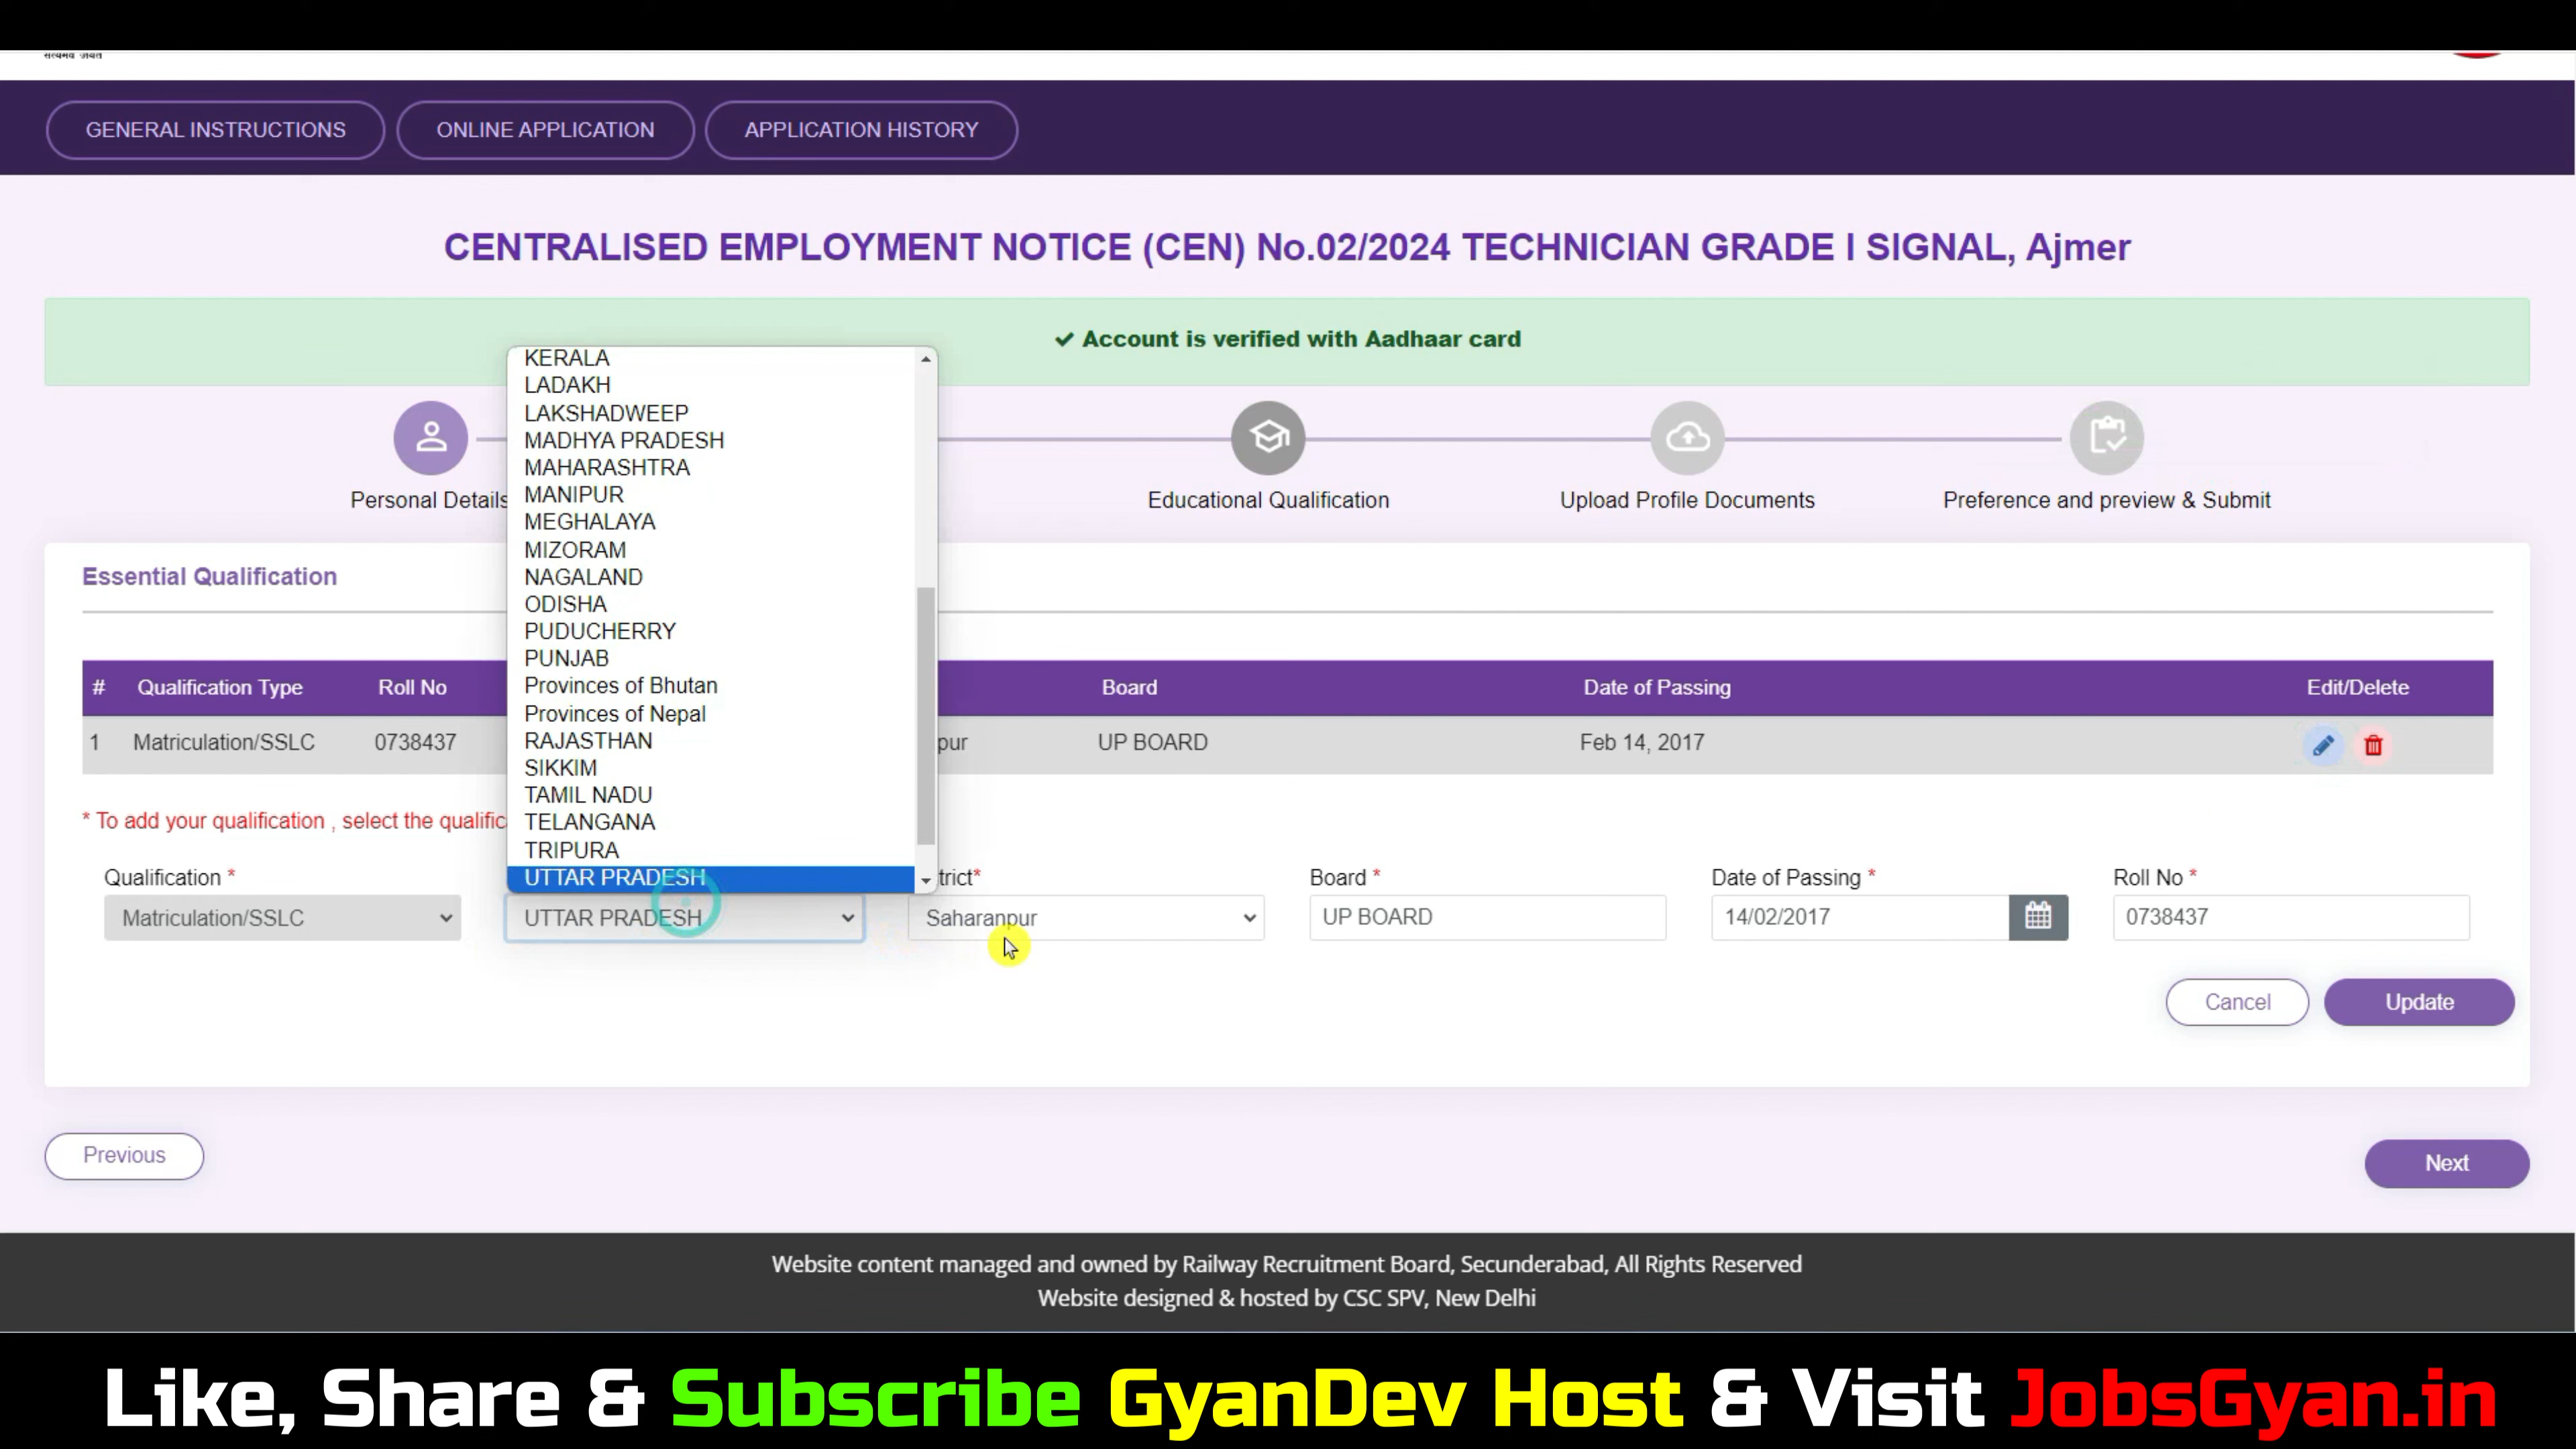 सत्यमेव जयते
GENERAL INSTRUCTIONS
ONLINE APPLICATION
APPLICATION HISTORY
CENTRALISED EMPLOYMENT NOTICE (CEN) No.02/2024 TECHNICIAN GRADE I SIGNAL, Ajmer
Account is verified with Aadhaar card
Personal Details
Educational Qualification
Upload Profile Documents
Preference and preview & Submit
KERALA
LADAKH
LAKSHADWEEP
MADHYA PRADESH
MAHARASHTRA
MANIPUR
MEGHALAYA
MIZORAM
NAGALAND
ODISHA
PUDUCHERRY
PUNJAB
Provinces of Bhutan
Provinces of Nepal
RAJASTHAN
SIKKIM
TAMIL NADU
TELANGANA
TRIPURA
UTTAR PRADESH
Essential Qualification
# Qualification Type Roll No Board Date of Passing Edit/Delete
1 Matriculation/SSLC 0738437 pur UP BOARD Feb 14, 2017
* To add your qualification , select the qualific
Qualification * trict* Board * Date of Passing * Roll No *
Matriculation/SSLC UTTAR PRADESH Saharanpur UP BOARD 14/02/2017 0738437
Cancel
Update
Previous
Next
Website content managed and owned by Railway Recruitment Board, Secunderabad, All Rights Reserved
Website designed & hosted by CSC SPV, New Delhi
Like, Share & Subscribe GyanDev Host & Visit JobsGyan.in